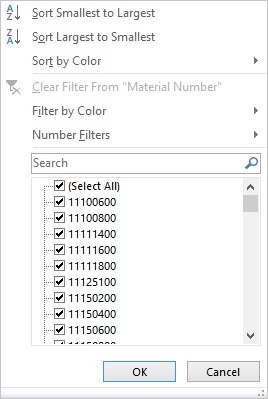 Sort Smallest to Largest
Sort Largest to Smallest
Sort by Color
Clear Filter From "Material Number"
Filter by Color
Number Filters
Search
(Select All)
11100600
11100800
11111400
11111600
11111800
11125100
11150200
11150400
11150600
OK Cancel